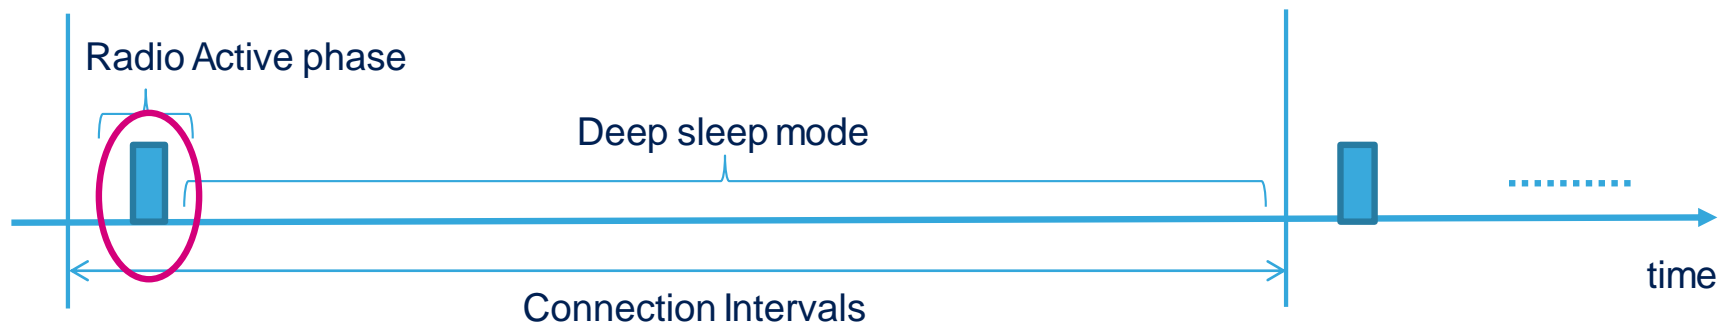 Radio Active phase
Deep sleep mode
time
Connection Intervals